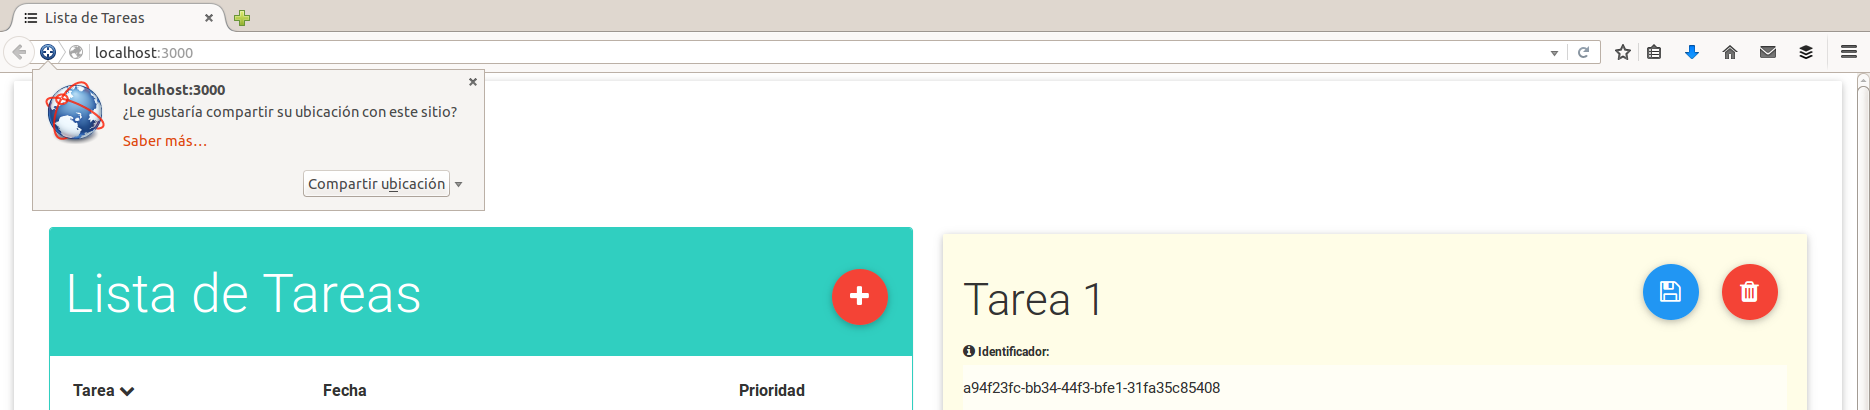 Lista de Tareas
localhost:3000
localhost:3000
¿Le gustaría compartir su ubicación con este sitio?
Saber más...
Compartir ubicación
Lista de Tareas
Tarea Fecha Prioridad
Tarea 1
Identificador:
a94f23fc-bb34-44f3-bfe1-31fa35c85408